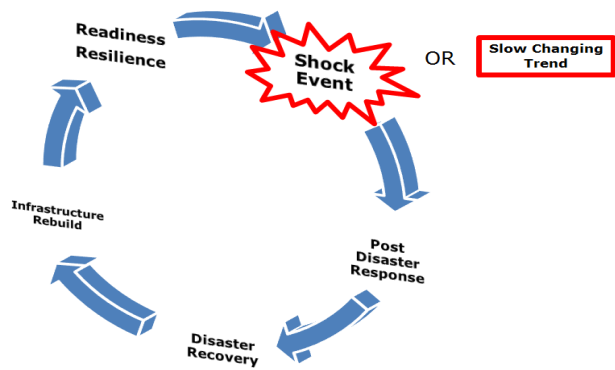 Readiness
Resilience
Shock
Event
OR
Slow Changing
Trend
Post
Disaster
Response
Disaster
Recovery
Infrastructure
Rebuild